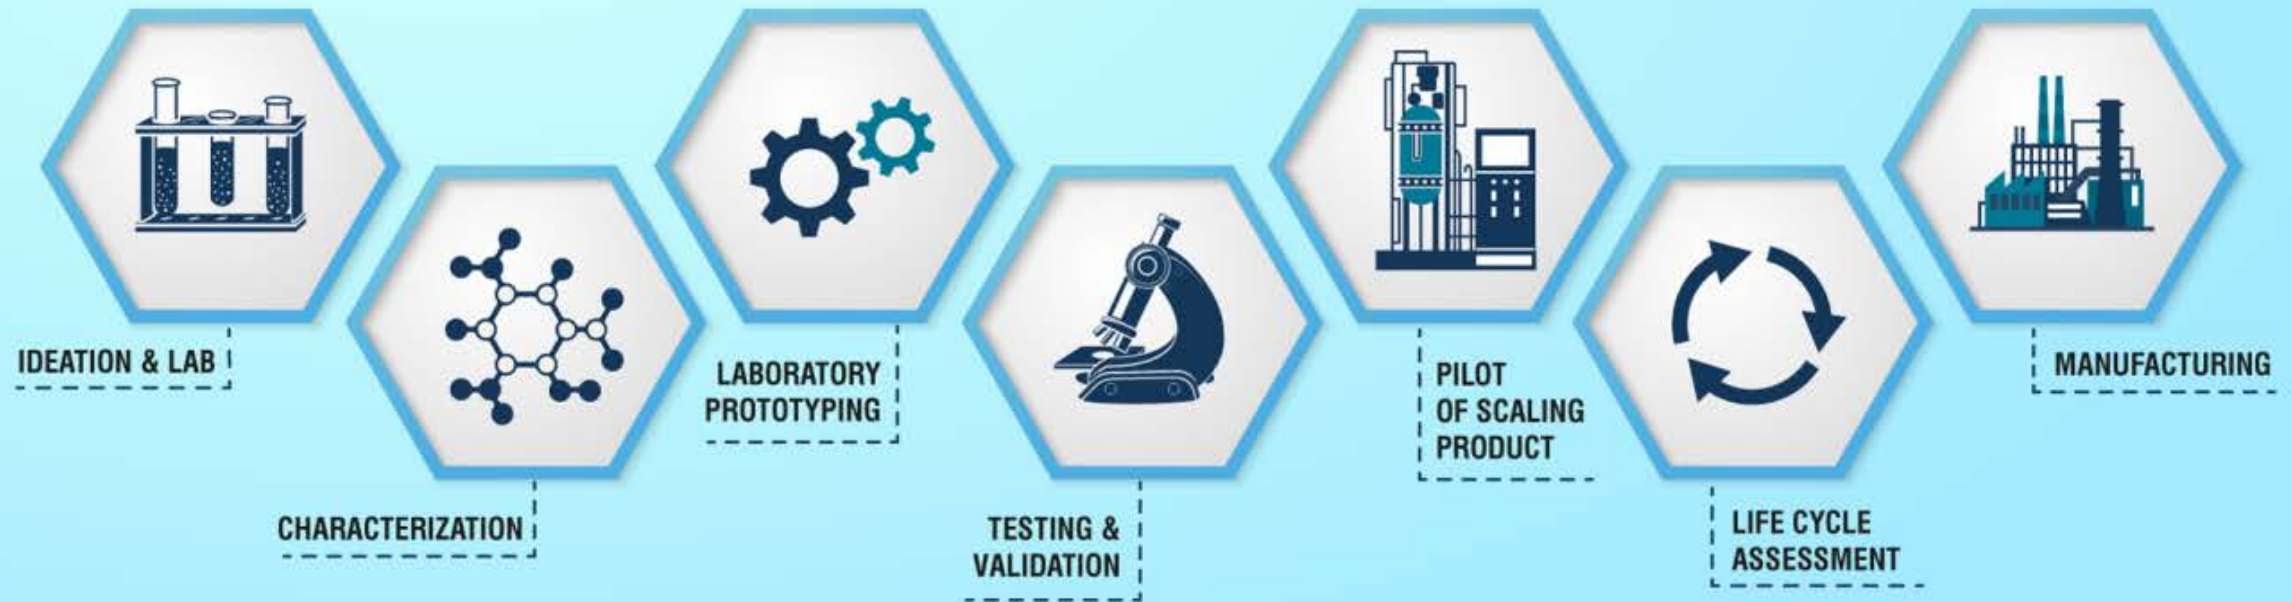 IDEATION & LAB
CHARACTERIZATION
LABORATORY
PROTOTYPING
TESTING &
VALIDATION
PILOT
OF SCALING
PRODUCT
LIFE CYCLE
ASSESSMENT
MANUFACTURING